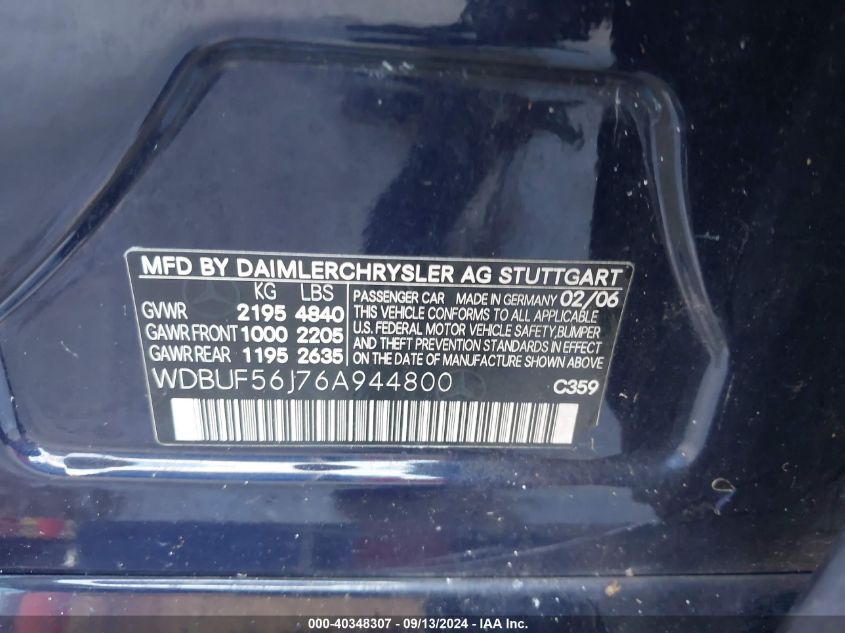 MFD BY DAIMLERCHRYSLER AG STUTTGART
KG LBS
GVWR 2195 4840
GAWR FRONT 1000 2205
GAWR REAR 1195 2635
PASSENGER CAR MADE IN GERMANY 02/06
THIS VEHICLE CONFORMS TO ALL APPLICABLE
U.S. FEDERAL MOTOR VEHICLE SAFETY, BUMPER
AND THEFT PREVENTION STANDARDS IN EFFECT
ON THE DATE OF MANUFACTURE SHOWN ABOVE.
WDBUF56J76A944800
C359
000-40348307 - 09/13/2024 - IAA Inc.